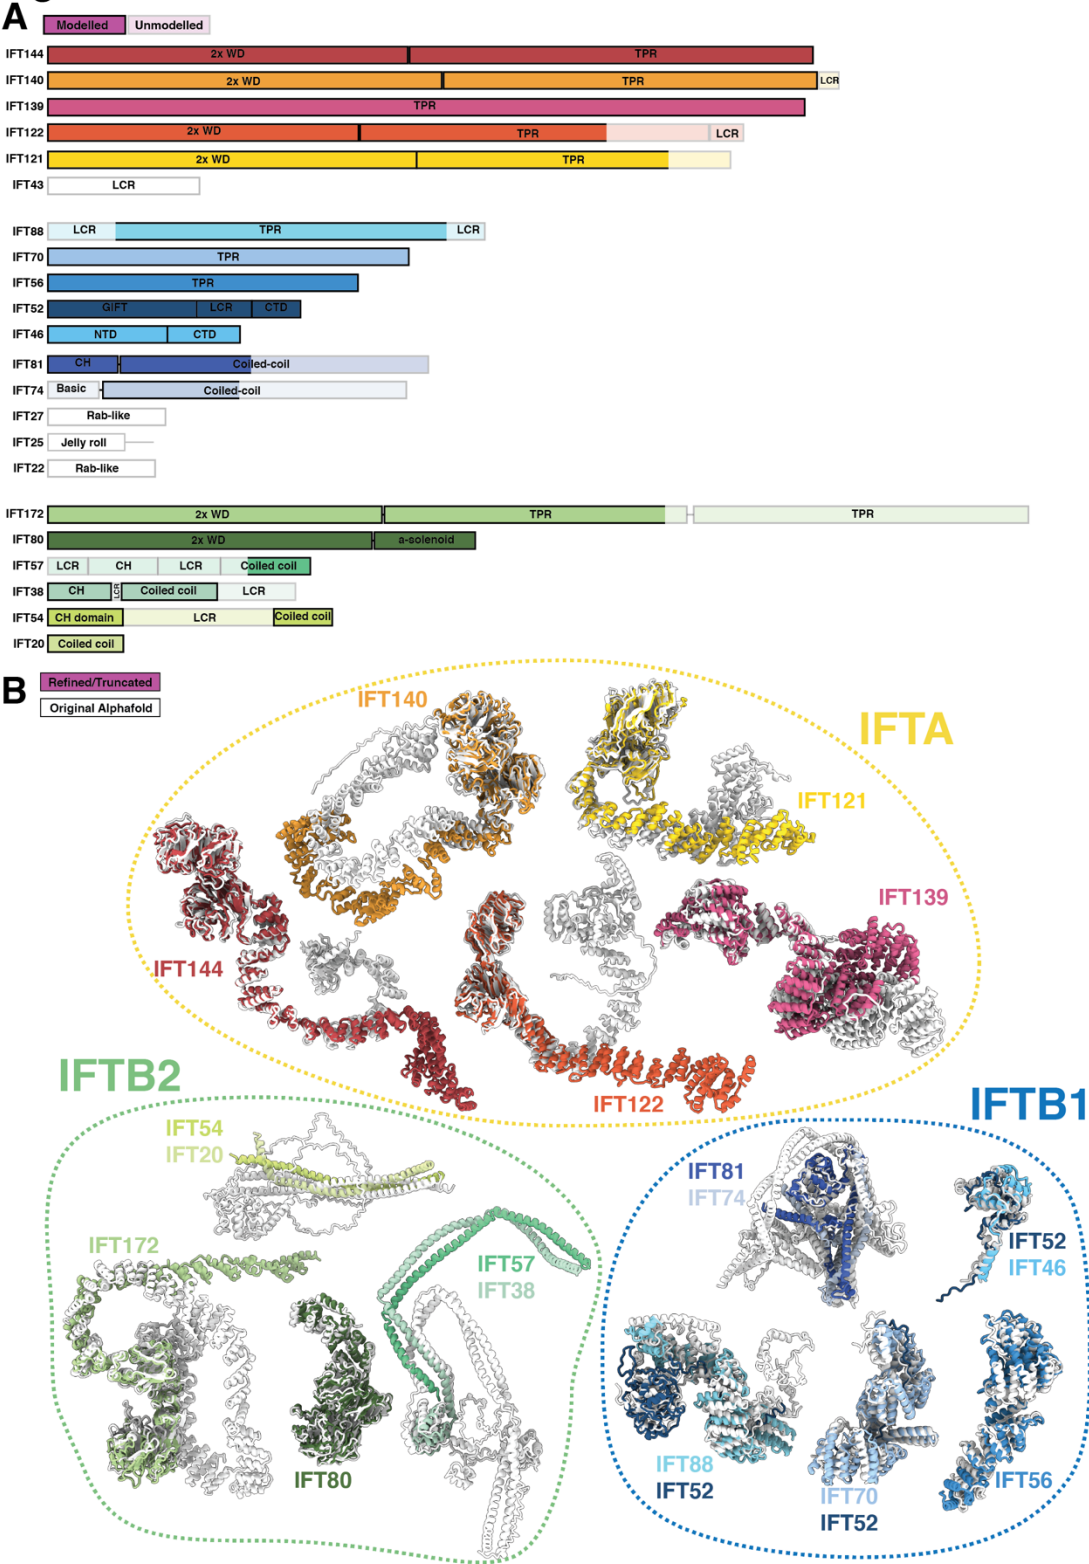 A
Modelled Unmodelled
IFT144 2x WD TPR
IFT140 2x WD TPR LCR
IFT139 TPR
IFT122 2x WD TPR LCR
IFT121 2x WD TPR
IFT43 LCR
IFT88 LCR TPR LCR
IFT70 TPR
IFT56 TPR
IFT52 GIFT LCR CTD
IFT46 NTD CTD
IFT81 CH Coiled-coil
IFT74 Basic Coiled-coil
IFT27 Rab-like
IFT25 Jelly roll
IFT22 Rab-like
IFT172 2x WD TPR TPR
IFT80 2x WD a-solenoid
IFT57 LCR CH LCR Coiled coil
IFT38 CH LCR Coiled coil LCR
IFT54 CH domain LCR Coiled coil
IFT20 Coiled coil
B
Refined/Truncated
Original Alphafold
IFTA
IFT140
IFT121
IFT139
IFT144
IFT122
IFTB2
IFT54
IFT20
IFT172
IFT57
IFT38
IFT80
IFTB1
IFT81
IFT74
IFT52
IFT46
IFT88
IFT52
IFT70
IFT52
IFT56